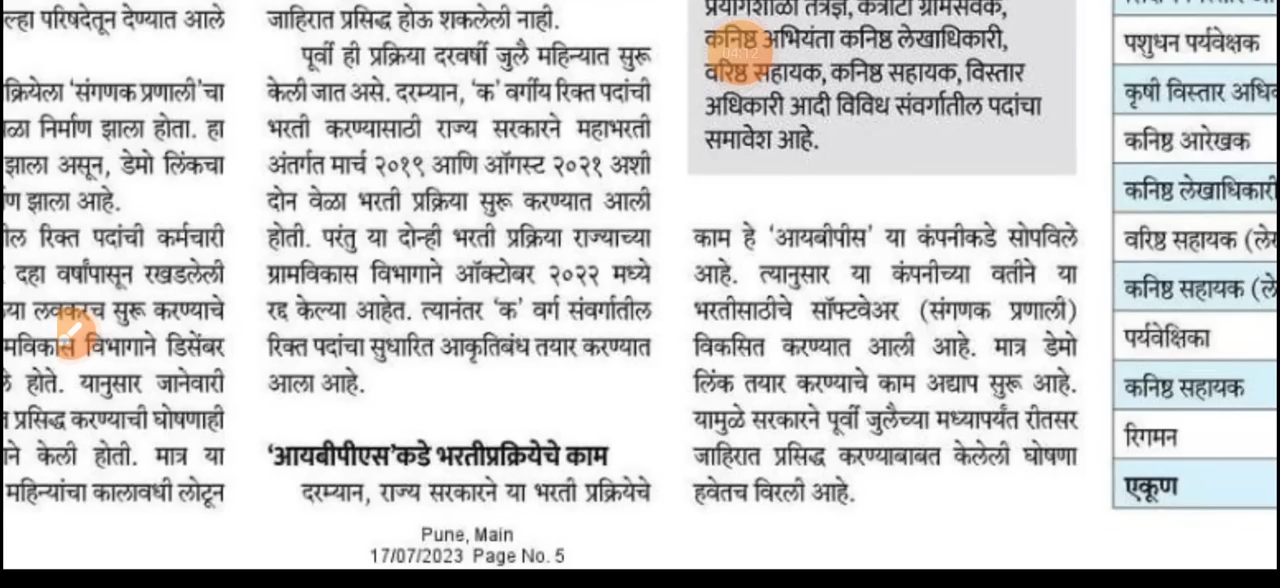 ल्हा परिषदेतून देण्यात आले
क्रियेला ‘संगणक प्रणाली’चा
ळा निर्माण झाला होता. हा
झाला असून, डेमो लिंकचा
ण झाला आहे.
ील रिक्त पदांची कर्मचारी
दहा वर्षांपासून रखडलेली
या लवकरच सुरू करण्याचे
मविकास विभागाने डिसेंबर
होते. यानुसार जानेवारी
प्रसिद्ध करण्याची घोषणाही
ने केली होती. मात्र या
महिन्यांचा कालावधी लोटून
जाहिरात प्रसिद्ध होऊ शकलेली नाही.
पूर्वी ही प्रक्रिया दरवर्षी जुलै महिन्यात सुरू
केली जात असे. दरम्यान, ‘क’ वर्गीय रिक्त पदांची
भरती करण्यासाठी राज्य सरकारने महाभरती
अंतर्गत मार्च २०१९ आणि ऑगस्ट २०२१ अशी
दोन वेळा भरती प्रक्रिया सुरू करण्यात आली
होती. परंतु या दोन्ही भरती प्रक्रिया राज्याच्या
ग्रामविकास विभागाने ऑक्टोबर २०२२ मध्ये
रद्द केल्या आहेत. त्यानंतर ‘क’ वर्ग संवर्गातील
रिक्त पदांचा सुधारित आकृतिबंध तयार करण्यात
आला आहे.
‘आयबीपीएस’कडे भरतीप्रक्रियेचे काम
दरम्यान, राज्य सरकारने या भरती प्रक्रियेचे
प्रयोगशाळा तंत्रज्ञ, कंत्राटी ग्रामसेवक,
कनिष्ठ अभियंता कनिष्ठ लेखाधिकारी,
04:12
वरिष्ठ सहायक, कनिष्ठ सहायक, विस्तार
अधिकारी आदी विविध संवर्गातील पदांचा
समावेश आहे.
काम हे ‘आयबीपीस’ या कंपनीकडे सोपविले
आहे. त्यानुसार या कंपनीच्या वतीने या
भरतीसाठीचे सॉफ्टवेअर (संगणक प्रणाली)
विकसित करण्यात आली आहे. मात्र डेमो
लिंक तयार करण्याचे काम अद्याप सुरू आहे.
यामुळे सरकारने पूर्वी जुलैच्या मध्यापर्यंत रीतसर
जाहिरात प्रसिद्ध करण्याबाबत केलेली घोषणा
हवेतच विरली आहे.
पशुधन पर्यवेक्षक
कृषी विस्तार अधिक
कनिष्ठ आरेखक
कनिष्ठ लेखाधिकारी
वरिष्ठ सहायक (ले
कनिष्ठ सहायक (ले
पर्यवेक्षिका
कनिष्ठ सहायक
रिगमन
एकूण
Pune, Main
17/07/2023 Page No. 5